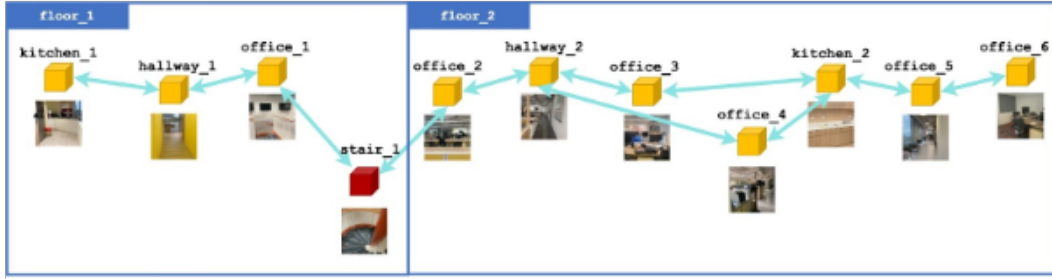 floor_1
floor_2
kitchen_1
hallway_1
office_1
stair_1
office_2
hallway_2
office_3
office_4
kitchen_2
office_5
office_6